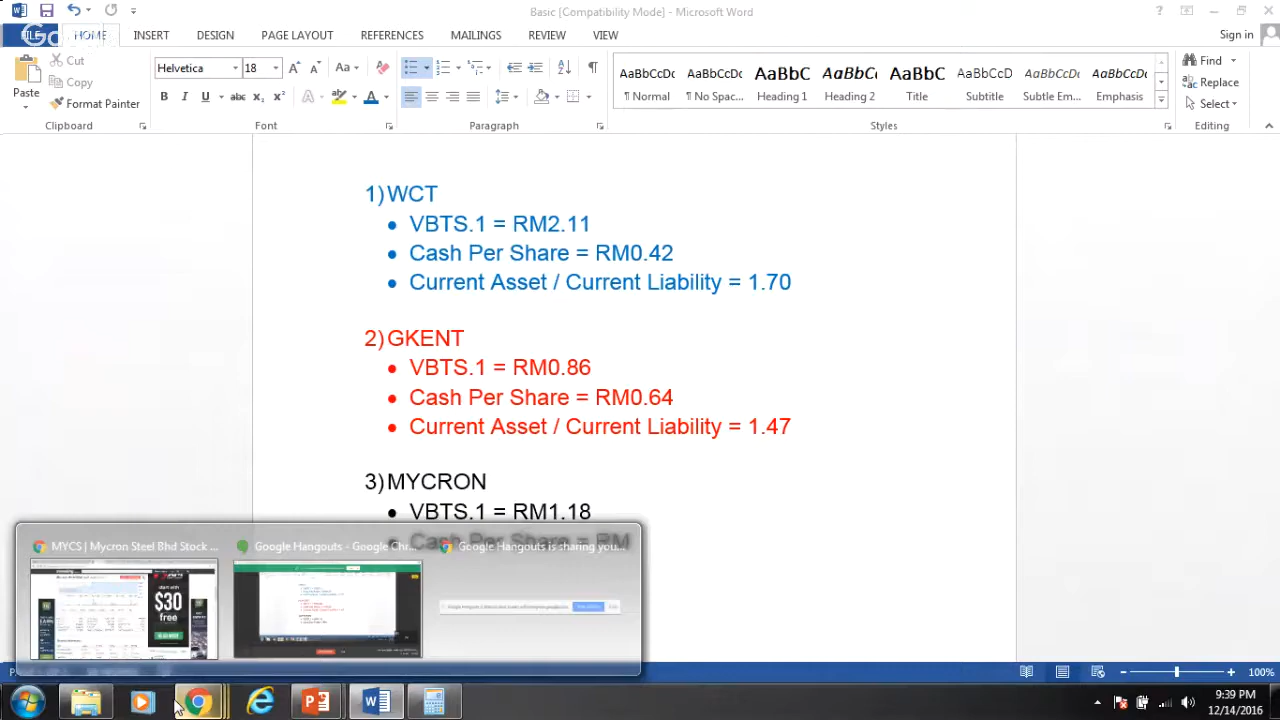 Basic [Compatibility Mode] - Microsoft Word
HOME INSERT DESIGN PAGE LAYOUT REFERENCES MAILINGS REVIEW VIEW Sign in
Cut
Copy
Format Painter
Paste
Clipboard
Helvetica 18
Font
Paragraph
AaBbCcDc AaBbCcDc AaBbC AaBbCc AaBbC AaBbCcD AaBbCcDc AaBbCcDc
¶ Normal ¶ No Spac... Heading 1 Heading 2 Title Subtitle Subtle Em... Emphasis
Styles
Find
Replace
Select
Editing
1) WCT
• VBTS.1 = RM2.11
• Cash Per Share = RM0.42
• Current Asset / Current Liability = 1.70
2) GKENT
• VBTS.1 = RM0.86
• Cash Per Share = RM0.64
• Current Asset / Current Liability = 1.47
3) MYCRON
• VBTS.1 = RM1.18
• Cash Per Share = RM
MYCS | Mycron Steel Bhd Stock ...
Google Hangouts - Google Chr...
Google Hangouts is sharing you...
start with
$30
free
100%
9:39 PM
12/14/2016